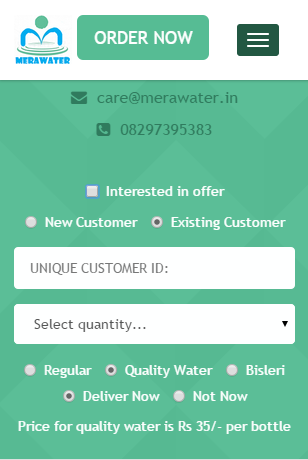 MERAWATER
ORDER NOW
care@merawater.in
08297395383
Interested in offer
New Customer Existing Customer
UNIQUE CUSTOMER ID:
Select quantity...
Regular Quality Water Bisleri
Deliver Now Not Now
Price for quality water is Rs 35/- per bottle